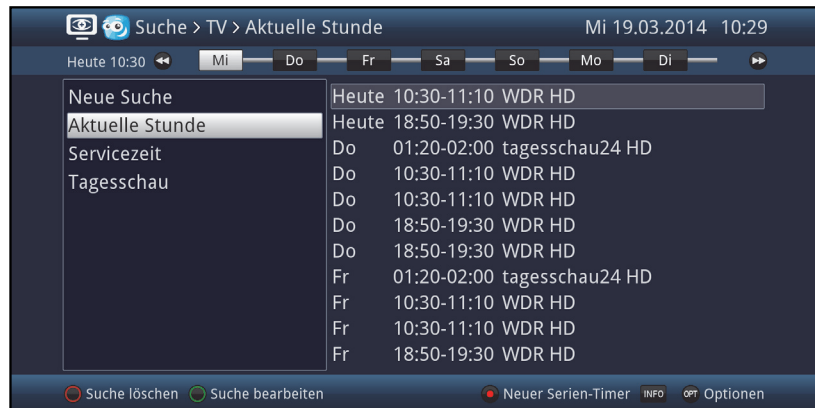 Suche > TV > Aktuelle Stunde Mi 19.03.2014 10:29
Heute 10:30 Mi Do Fr Sa So Mo Di
Neue Suche
Aktuelle Stunde
Servicezeit
Tagesschau
Heute 10:30-11:10 WDR HD
Heute 18:50-19:30 WDR HD
Do 01:20-02:00 tagesschau24 HD
Do 10:30-11:10 WDR HD
Do 10:30-11:10 WDR HD
Do 18:50-19:30 WDR HD
Do 18:50-19:30 WDR HD
Fr 01:20-02:00 tagesschau24 HD
Fr 10:30-11:10 WDR HD
Fr 10:30-11:10 WDR HD
Fr 18:50-19:30 WDR HD
Suche löschen Suche bearbeiten Neuer Serien-Timer INFO OPT Optionen